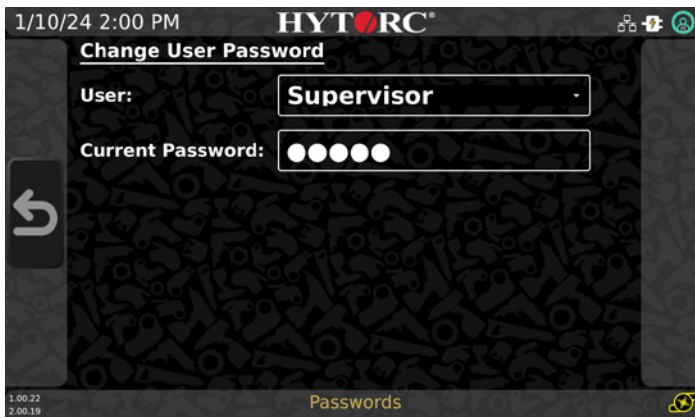 1/10/24 2:00 PM HYTORC®
Change User Password
User: Supervisor
Current Password: ●●●●●
1.00.22
2.00.19
Passwords